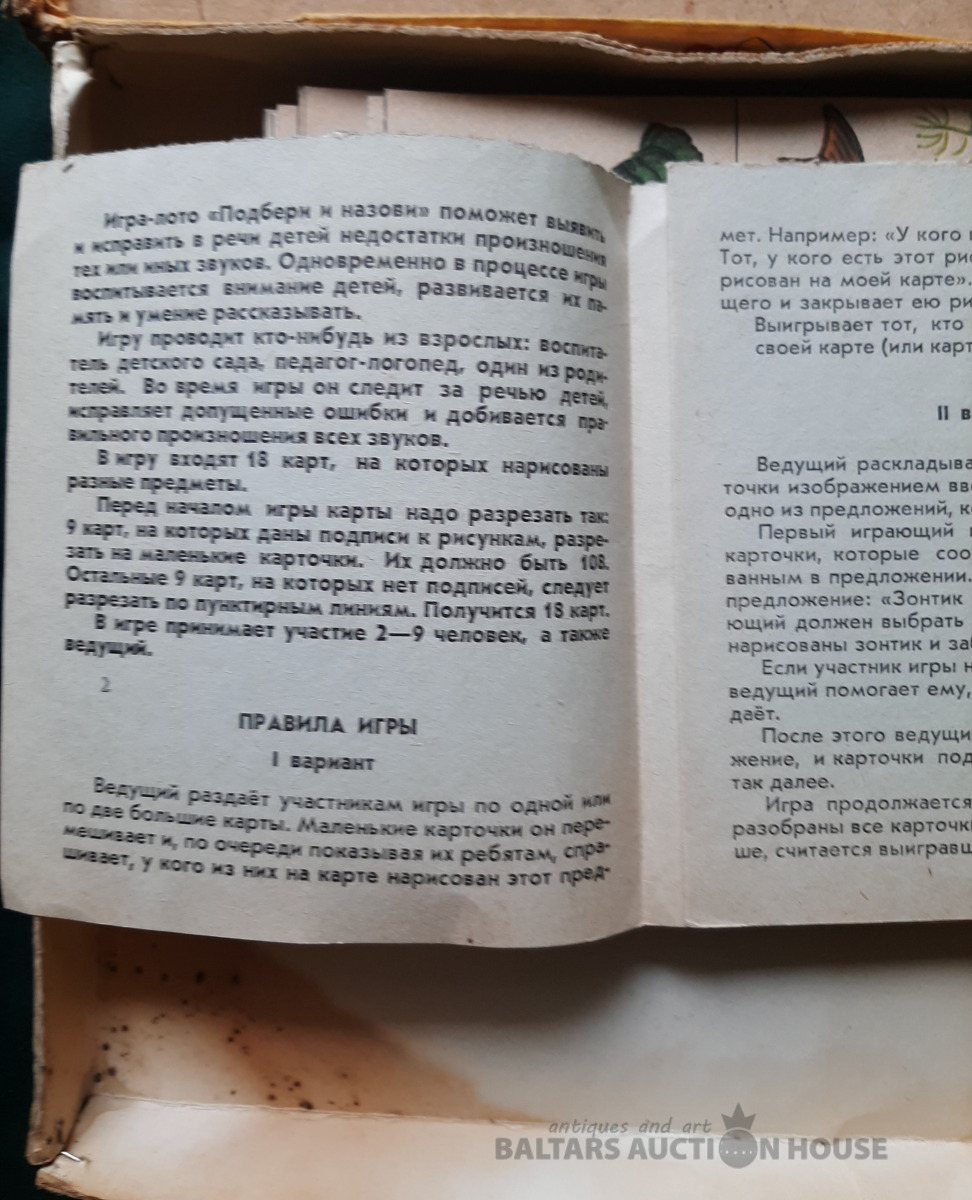 Игра-лото «Подбери и назови» поможет выявить
и исправить в речи детей недостатки произношения
тех или иных звуков. Одновременно в процессе игры
воспитывается внимание детей, развивается их па-
мять и умение рассказывать.
Игру проводит кто-нибудь из взрослых: воспита-
тель детского сада, педагог-логопед, один из роди-
телей. Во время игры он следит за речью детей,
исправляет допущенные ошибки и добивается пра-
вильного произношения всех звуков.
В игру входят 18 карт, на которых нарисованы
разные предметы.
Перед началом игры карты надо разрезать так:
9 карт, на которых даны подписи к рисункам, разре-
зать на маленькие карточки. Их должно быть 108.
Остальные 9 карт, на которых нет подписей, следует
разрезать по пунктирным линиям. Получится 18 карт.
В игре принимает участие 2—9 человек, а также
ведущий.
2
ПРАВИЛА ИГРЫ
I вариант
Ведущий раздаёт участникам игры по одной или
по две большие карты. Маленькие карточки он пере-
мешивает и, по очереди показывая их ребятам, спра-
шивает, у кого из них на карте нарисован этот пред-
мет. Например: «У кого
Тот, у кого есть этот
рисован на моей карте».
щего и закрывает ею
Выигрывает тот, кто
своей карте (или
II
Ведущий
точки изображением
одно из предложений,
Первый играющий
карточки, которые
ванным в предложении.
предложение: «Зонтик
ющий должен выбрать
нарисованы зонтик и
Если участник игры
ведущий помогает ему,
даёт.
После этого
жение, и карточки
так далее.
Игра продолжается
разобраны все
ше, считается
antiques and art
BALTARS AUCTION HOUSE